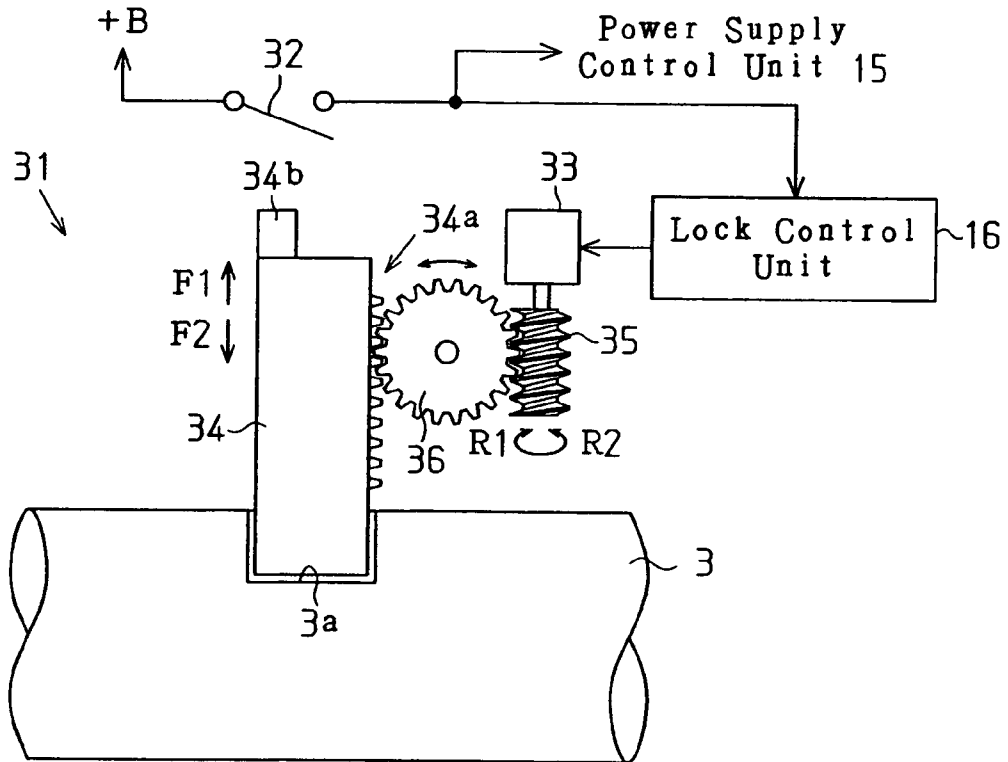 +B
32
Power Supply
Control Unit 15
31
34b
34a
33
Lock Control
Unit
16
F1
F2
35
34
36
R1
R2
3
3a